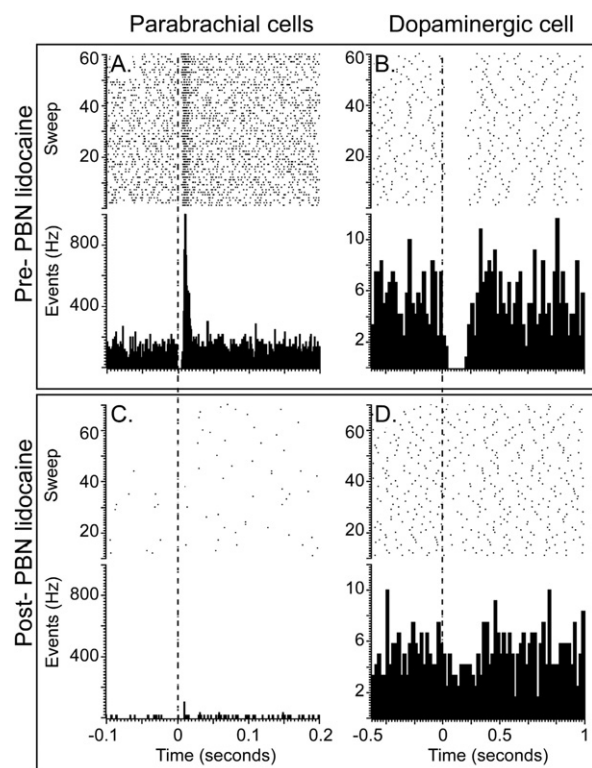 Parabrachial cells Dopaminergic cell
Pre- PBN lidocaine
A. B.
Sweep
60 60
40 40
20 20
Events (Hz)
800 10
6
400
2
Post- PBN lidocaine
C. D.
Sweep
60 60
40 40
20 20
Events (Hz)
800 10
6
400
2
-0.1 0 0.1 0.2 -0.5 0 0.5 1
Time (seconds) Time (seconds)